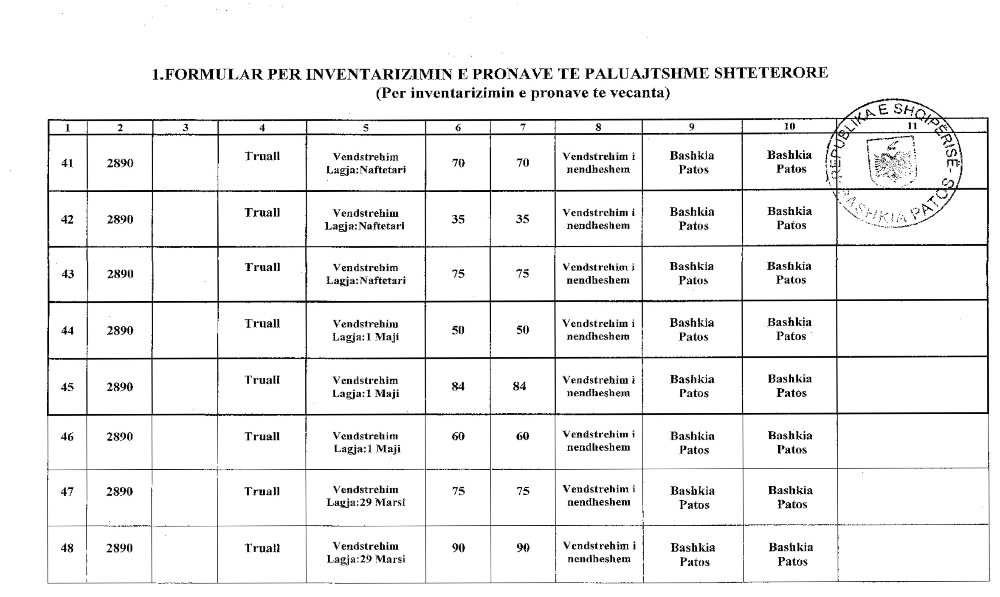 1.FORMULAR PER INVENTARIZIMIN E PRONAVE TE PALUAJTSHME SHTETERORE
(Per inventarizimin e pronave te vecanta)
REPUBLIKA E SHQIPËRISË
BASHKIA PATOS
1 2 3 4 5 6 7 8 9 10 11
41 2890 Truall Vendstrehim Lagja:Naftetari 70 70 Vendstrehim i nendheshem Bashkia Patos Bashkia Patos
42 2890 Truall Vendstrehim Lagja:Naftetari 35 35 Vendstrehim i nendheshem Bashkia Patos Bashkia Patos
43 2890 Truall Vendstrehim Lagja:Naftetari 75 75 Vendstrehim i nendheshem Bashkia Patos Bashkia Patos
44 2890 Truall Vendstrehim Lagja:1 Maji 50 50 Vendstrehim i nendheshem Bashkia Patos Bashkia Patos
45 2890 Truall Vendstrehim Lagja:1 Maji 84 84 Vendstrehim i nendheshem Bashkia Patos Bashkia Patos
46 2890 Truall Vendstrehim Lagja:1 Maji 60 60 Vendstrehim i nendheshem Bashkia Patos Bashkia Patos
47 2890 Truall Vendstrehim Lagja:29 Marsi 75 75 Vendstrehim i nendheshem Bashkia Patos Bashkia Patos
48 2890 Truall Vendstrehim Lagja:29 Marsi 90 90 Vendstrehim i nendheshem Bashkia Patos Bashkia Patos